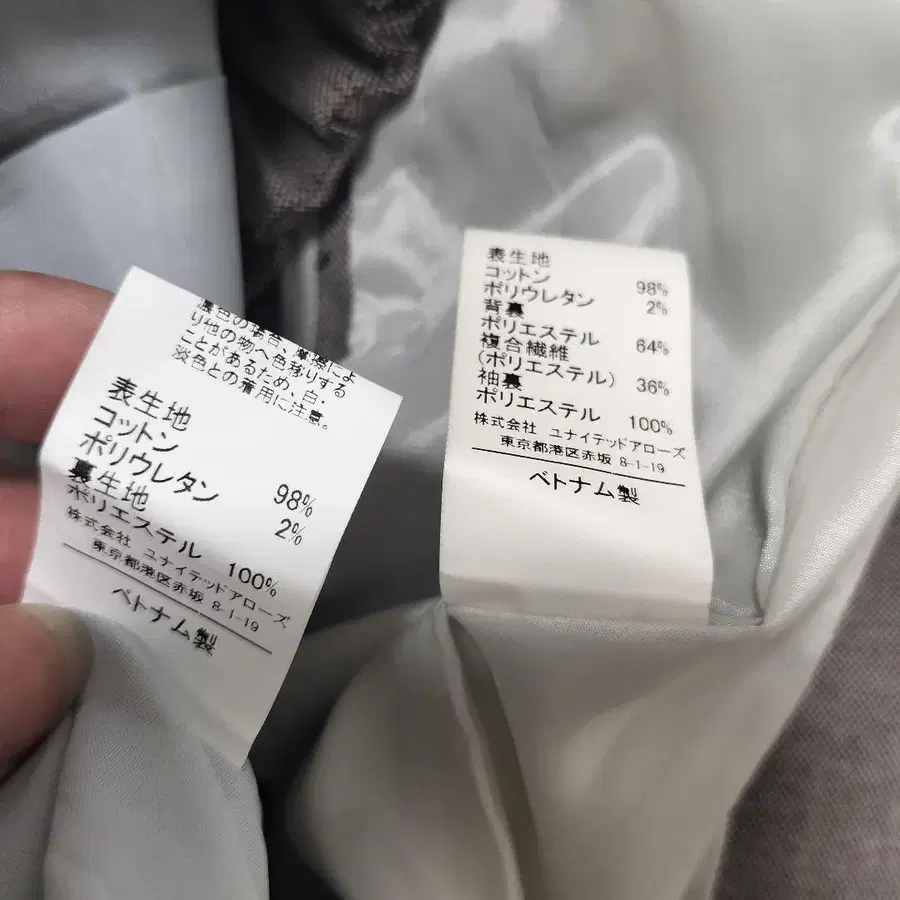 濃色の場合、摩擦によ
り他の物へ色移りする
ことがあるため、白・
淡色との着用に注意。
表生地
コットン 98%
ポリウレタン 2%
裏生地
ポリエステル 100%
株式会社 ユナイテッドアローズ
東京都港区赤坂 8-1-19
ベトナム製
表生地
コットン 98%
ポリウレタン 2%
背裏
ポリエステル 64%
複合繊維
(ポリエステル) 36%
袖裏
ポリエステル 100%
株式会社 ユナイテッドアローズ
東京都港区赤坂 8-1-19
ベトナム製